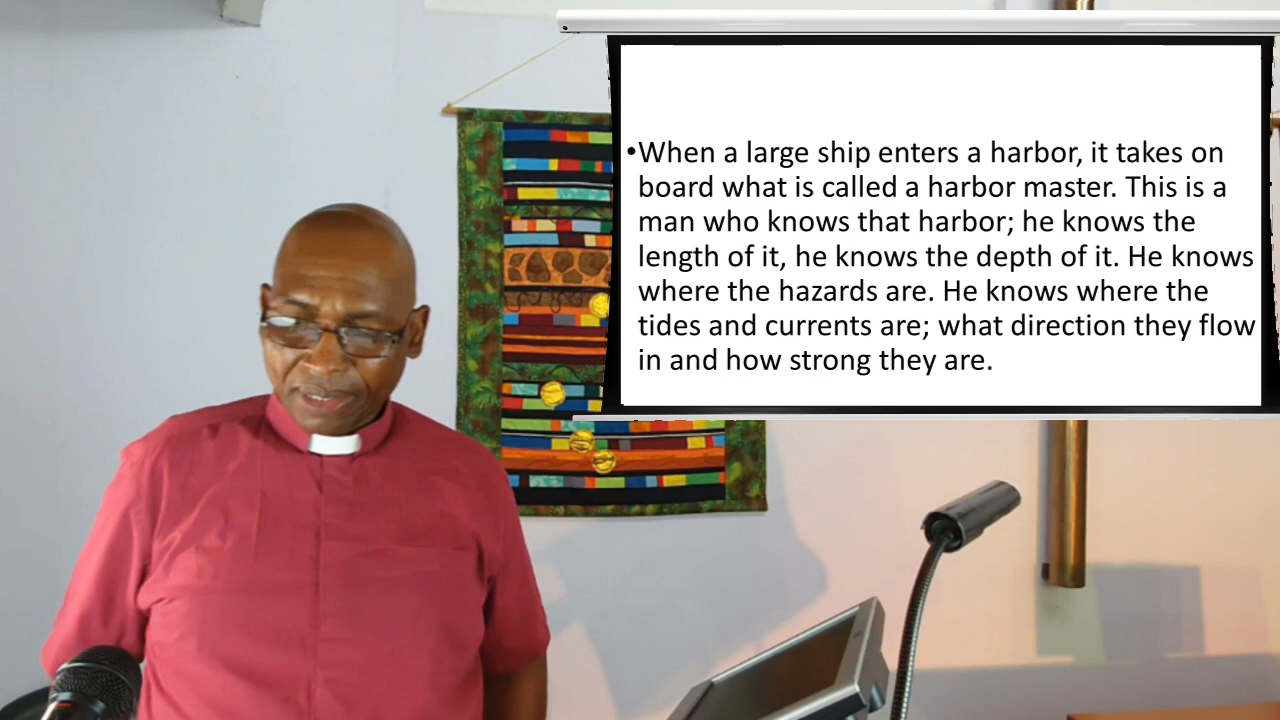 •When a large ship enters a harbor, it takes on
board what is called a harbor master. This is a
man who knows that harbor; he knows the
length of it, he knows the depth of it. He knows
where the hazards are. He knows where the
tides and currents are; what direction they flow
in and how strong they are.